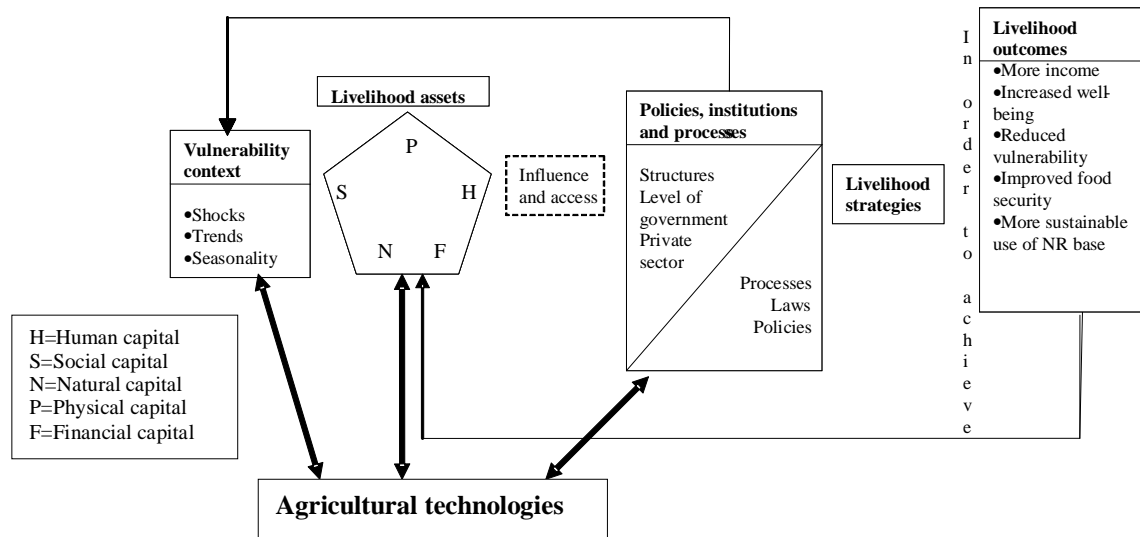 Livelihood assets
Vulnerability
context
•Shocks
•Trends
•Seasonality
P
S
H
N
F
Influence
and access
Policies, institutions
and processes
Structures
Level of
government
Private
sector
Processes
Laws
Policies
Livelihood
strategies
In order to achieve
Livelihood
outcomes
•More income
•Increased well-
being
•Reduced
vulnerability
•Improved food
security
•More sustainable
use of NR base
H=Human capital
S=Social capital
N=Natural capital
P=Physical capital
F=Financial capital
Agricultural technologies